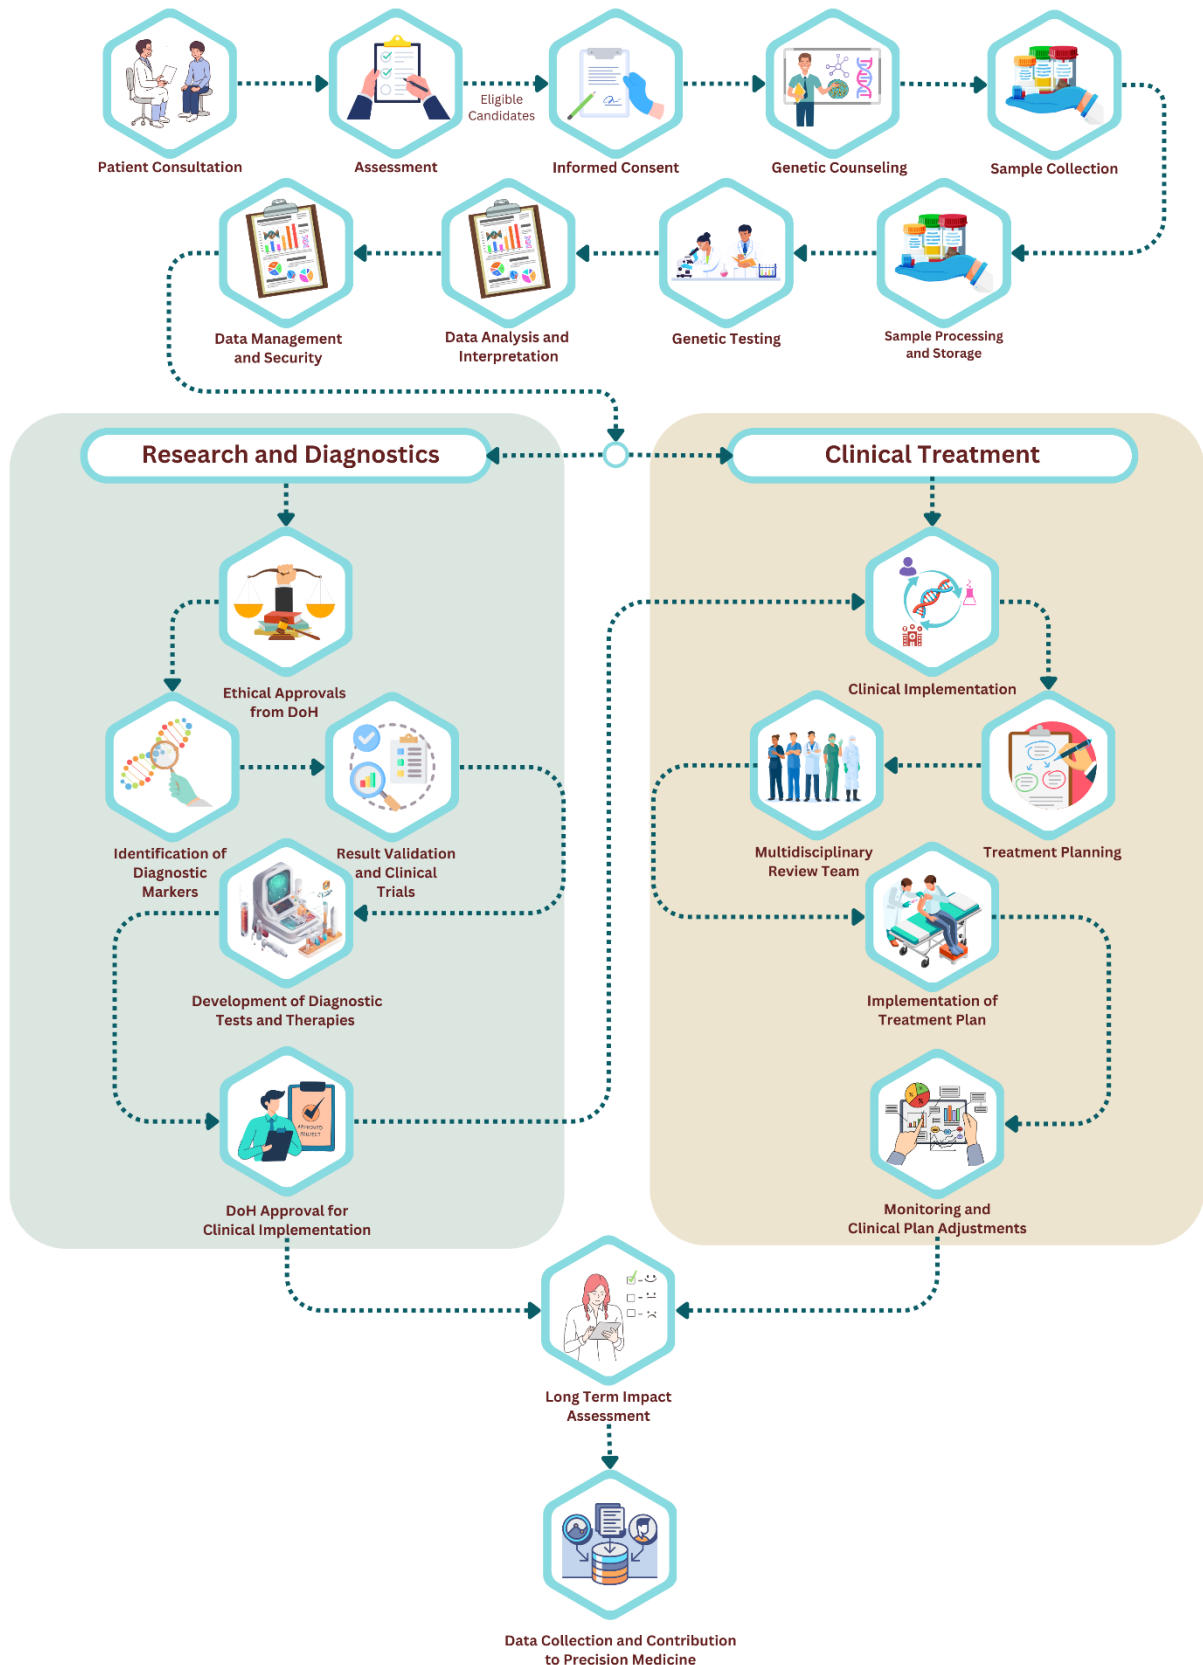 Patient Consultation
Assessment
Eligible
Candidates
Informed Consent
Genetic Counseling
Sample Collection
Data Management
and Security
Data Analysis and
Interpretation
Genetic Testing
Sample Processing
and Storage
Research and Diagnostics
Clinical Treatment
Ethical Approvals
from DoH
Clinical Implementation
Identification of
Diagnostic
Markers
Result Validation
and Clinical
Trials
Multidisciplinary
Review Team
Treatment Planning
Development of Diagnostic
Tests and Therapies
Implementation of
Treatment Plan
APPROVED
PROJECT
DoH Approval for
Clinical Implementation
Monitoring and
Clinical Plan Adjustments
Long Term Impact
Assessment
Data Collection and Contribution
to Precision Medicine